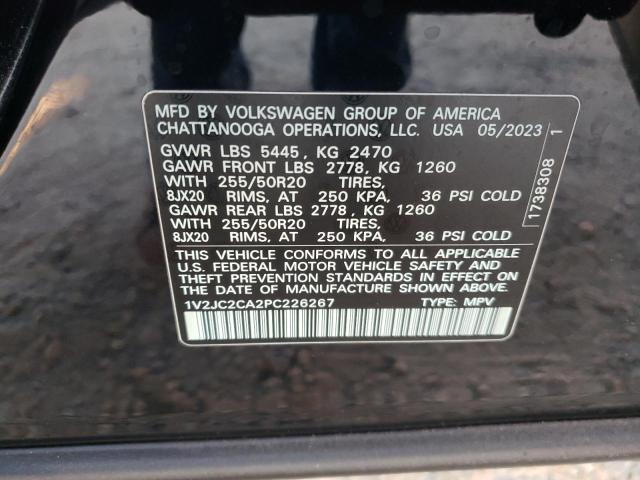 MFD BY VOLKSWAGEN GROUP OF AMERICA
CHATTANOOGA OPERATIONS, LLC. USA 05/2023
GVWR LBS 5445, KG 2470
GAWR FRONT LBS 2778, KG 1260
WITH 255/50R20 TIRES,
8JX20 RIMS, AT 250 KPA, 36 PSI COLD
GAWR REAR LBS 2778, KG 1260
WITH 255/50R20 TIRES,
8JX20 RIMS, AT 250 KPA, 36 PSI COLD
THIS VEHICLE CONFORMS TO ALL APPLICABLE
U.S. FEDERAL MOTOR VEHICLE SAFETY AND
THEFT PREVENTION STANDARDS IN EFFECT ON
THE DATE OF MANUFACTURE SHOWN ABOVE.
1V2JC2CA2PC226267 TYPE: MPV
1738308 1